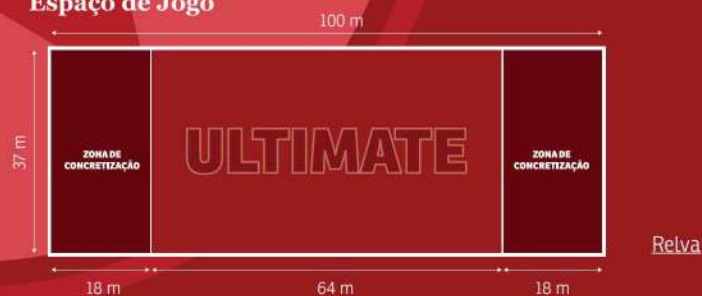 Espaço de Jogo
100 m
37 m
ZONA DE
CONCRETIZAÇÃO
ULTIMATE
ZONA DE
CONCRETIZAÇÃO
Relva
18 m
64 m
18 m